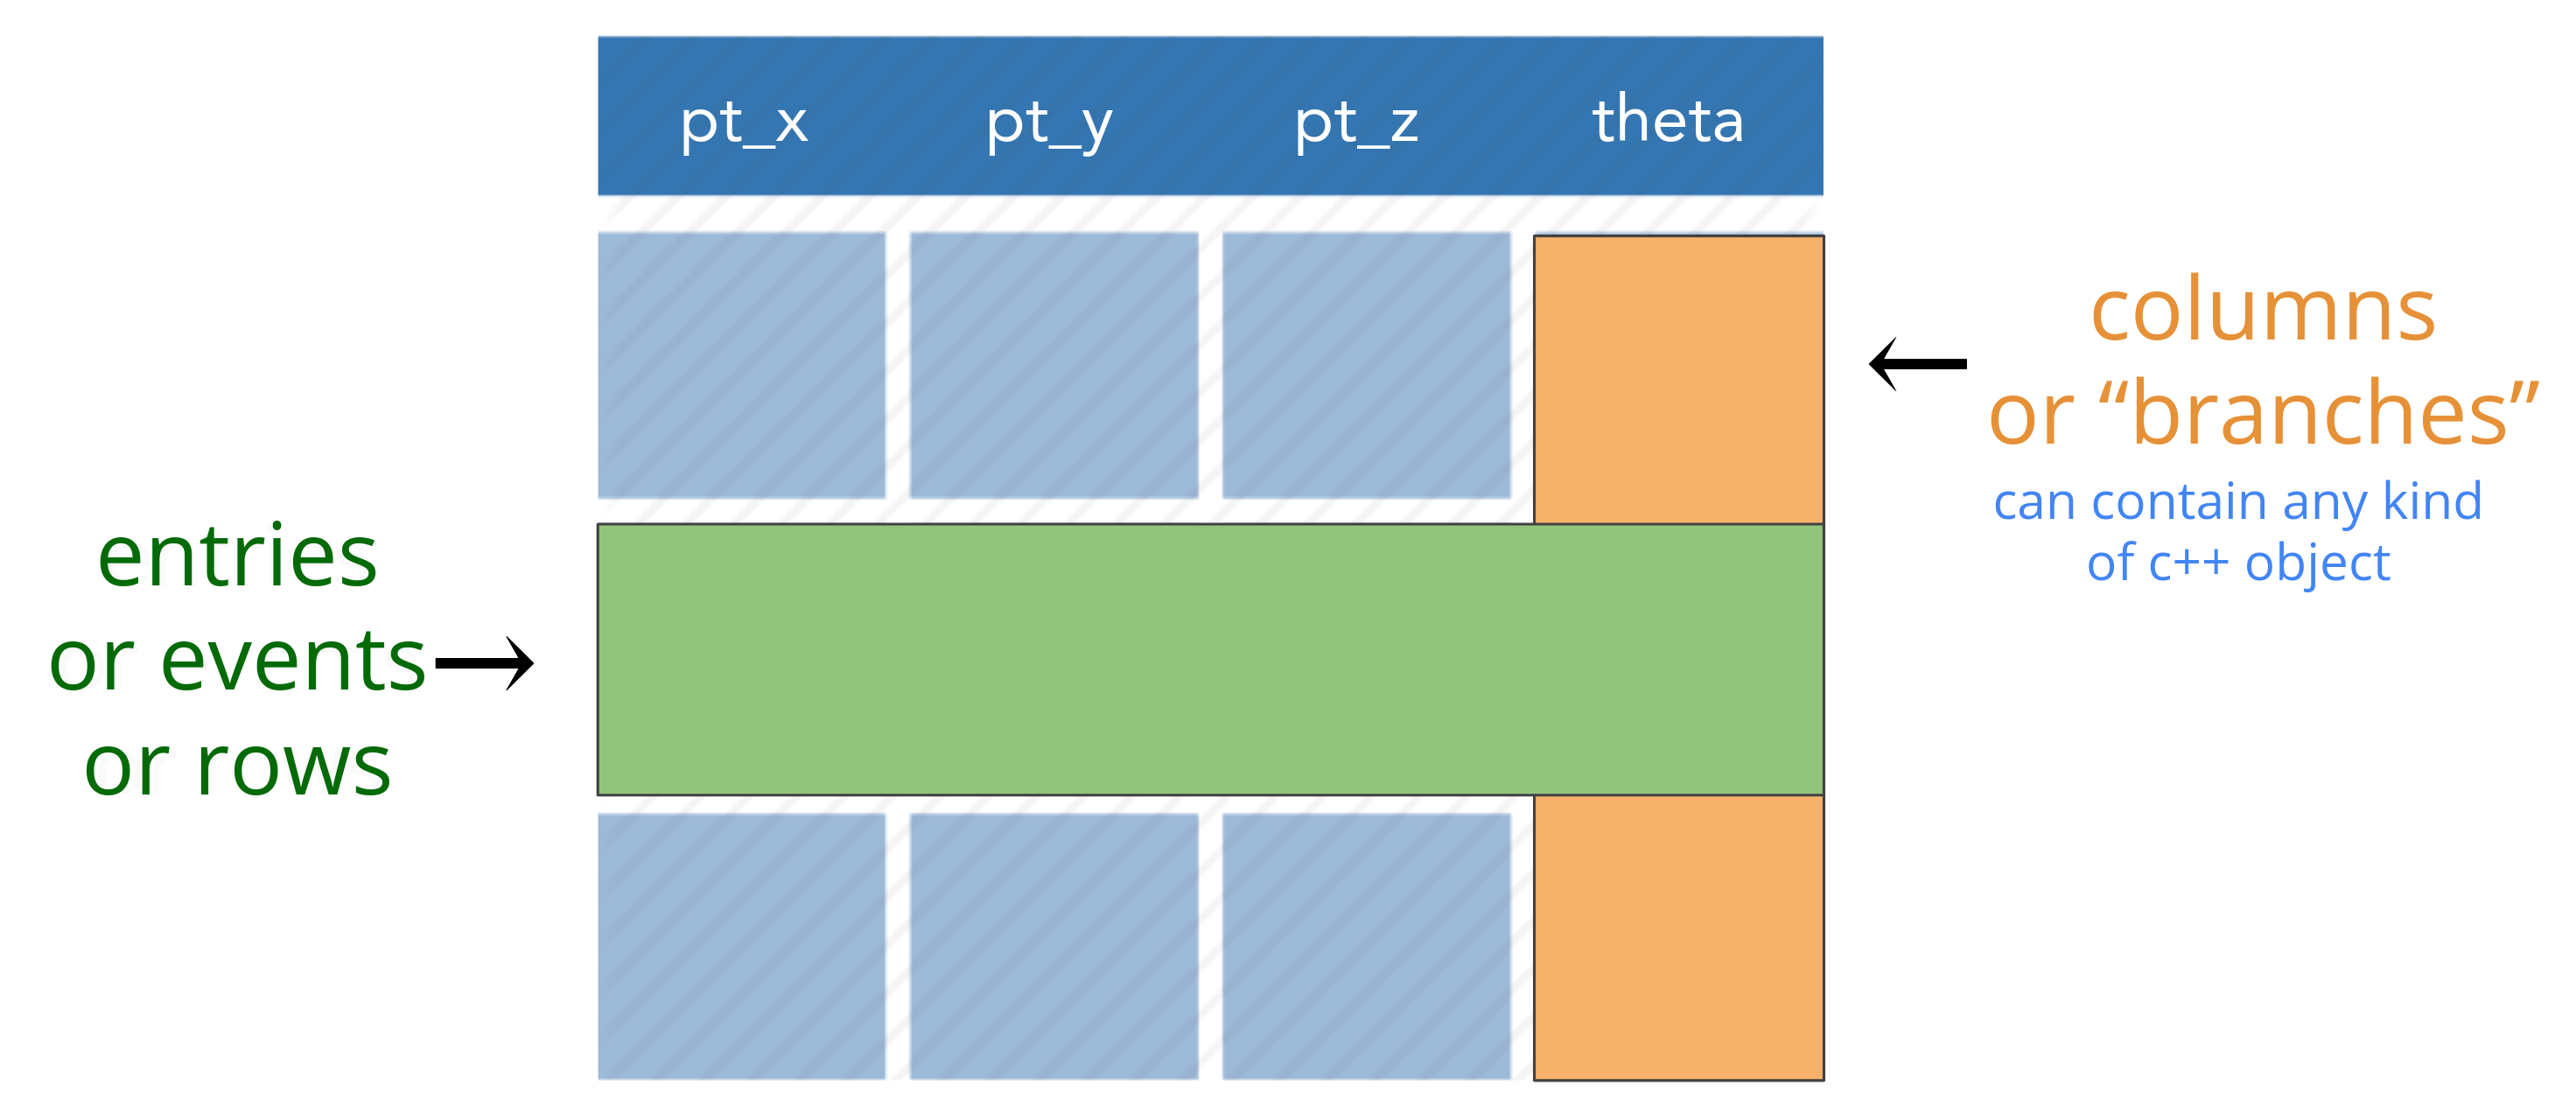 pt_x pt_y pt_z theta
columns
or “branches”
can contain any kind
of c++ object
entries
or events
or rows